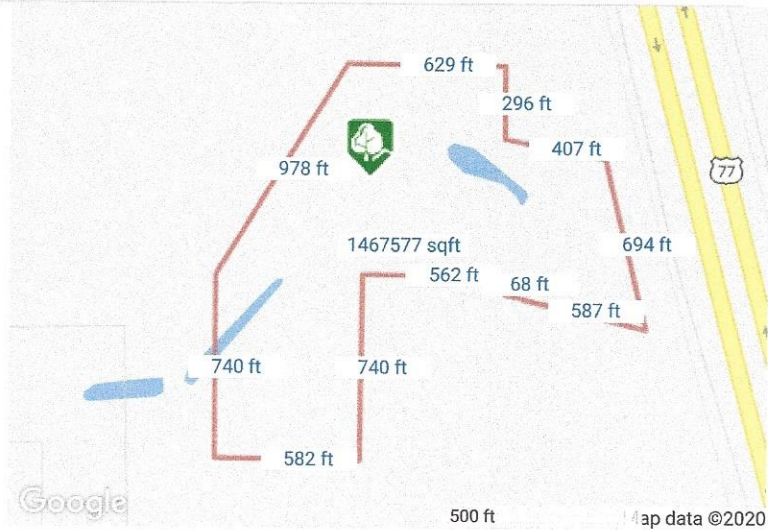 629 ft
296 ft
407 ft
978 ft
77
1467577 sqft
694 ft
562 ft
68 ft
587 ft
740 ft
740 ft
582 ft
Google
500 ft
ap data ©2020